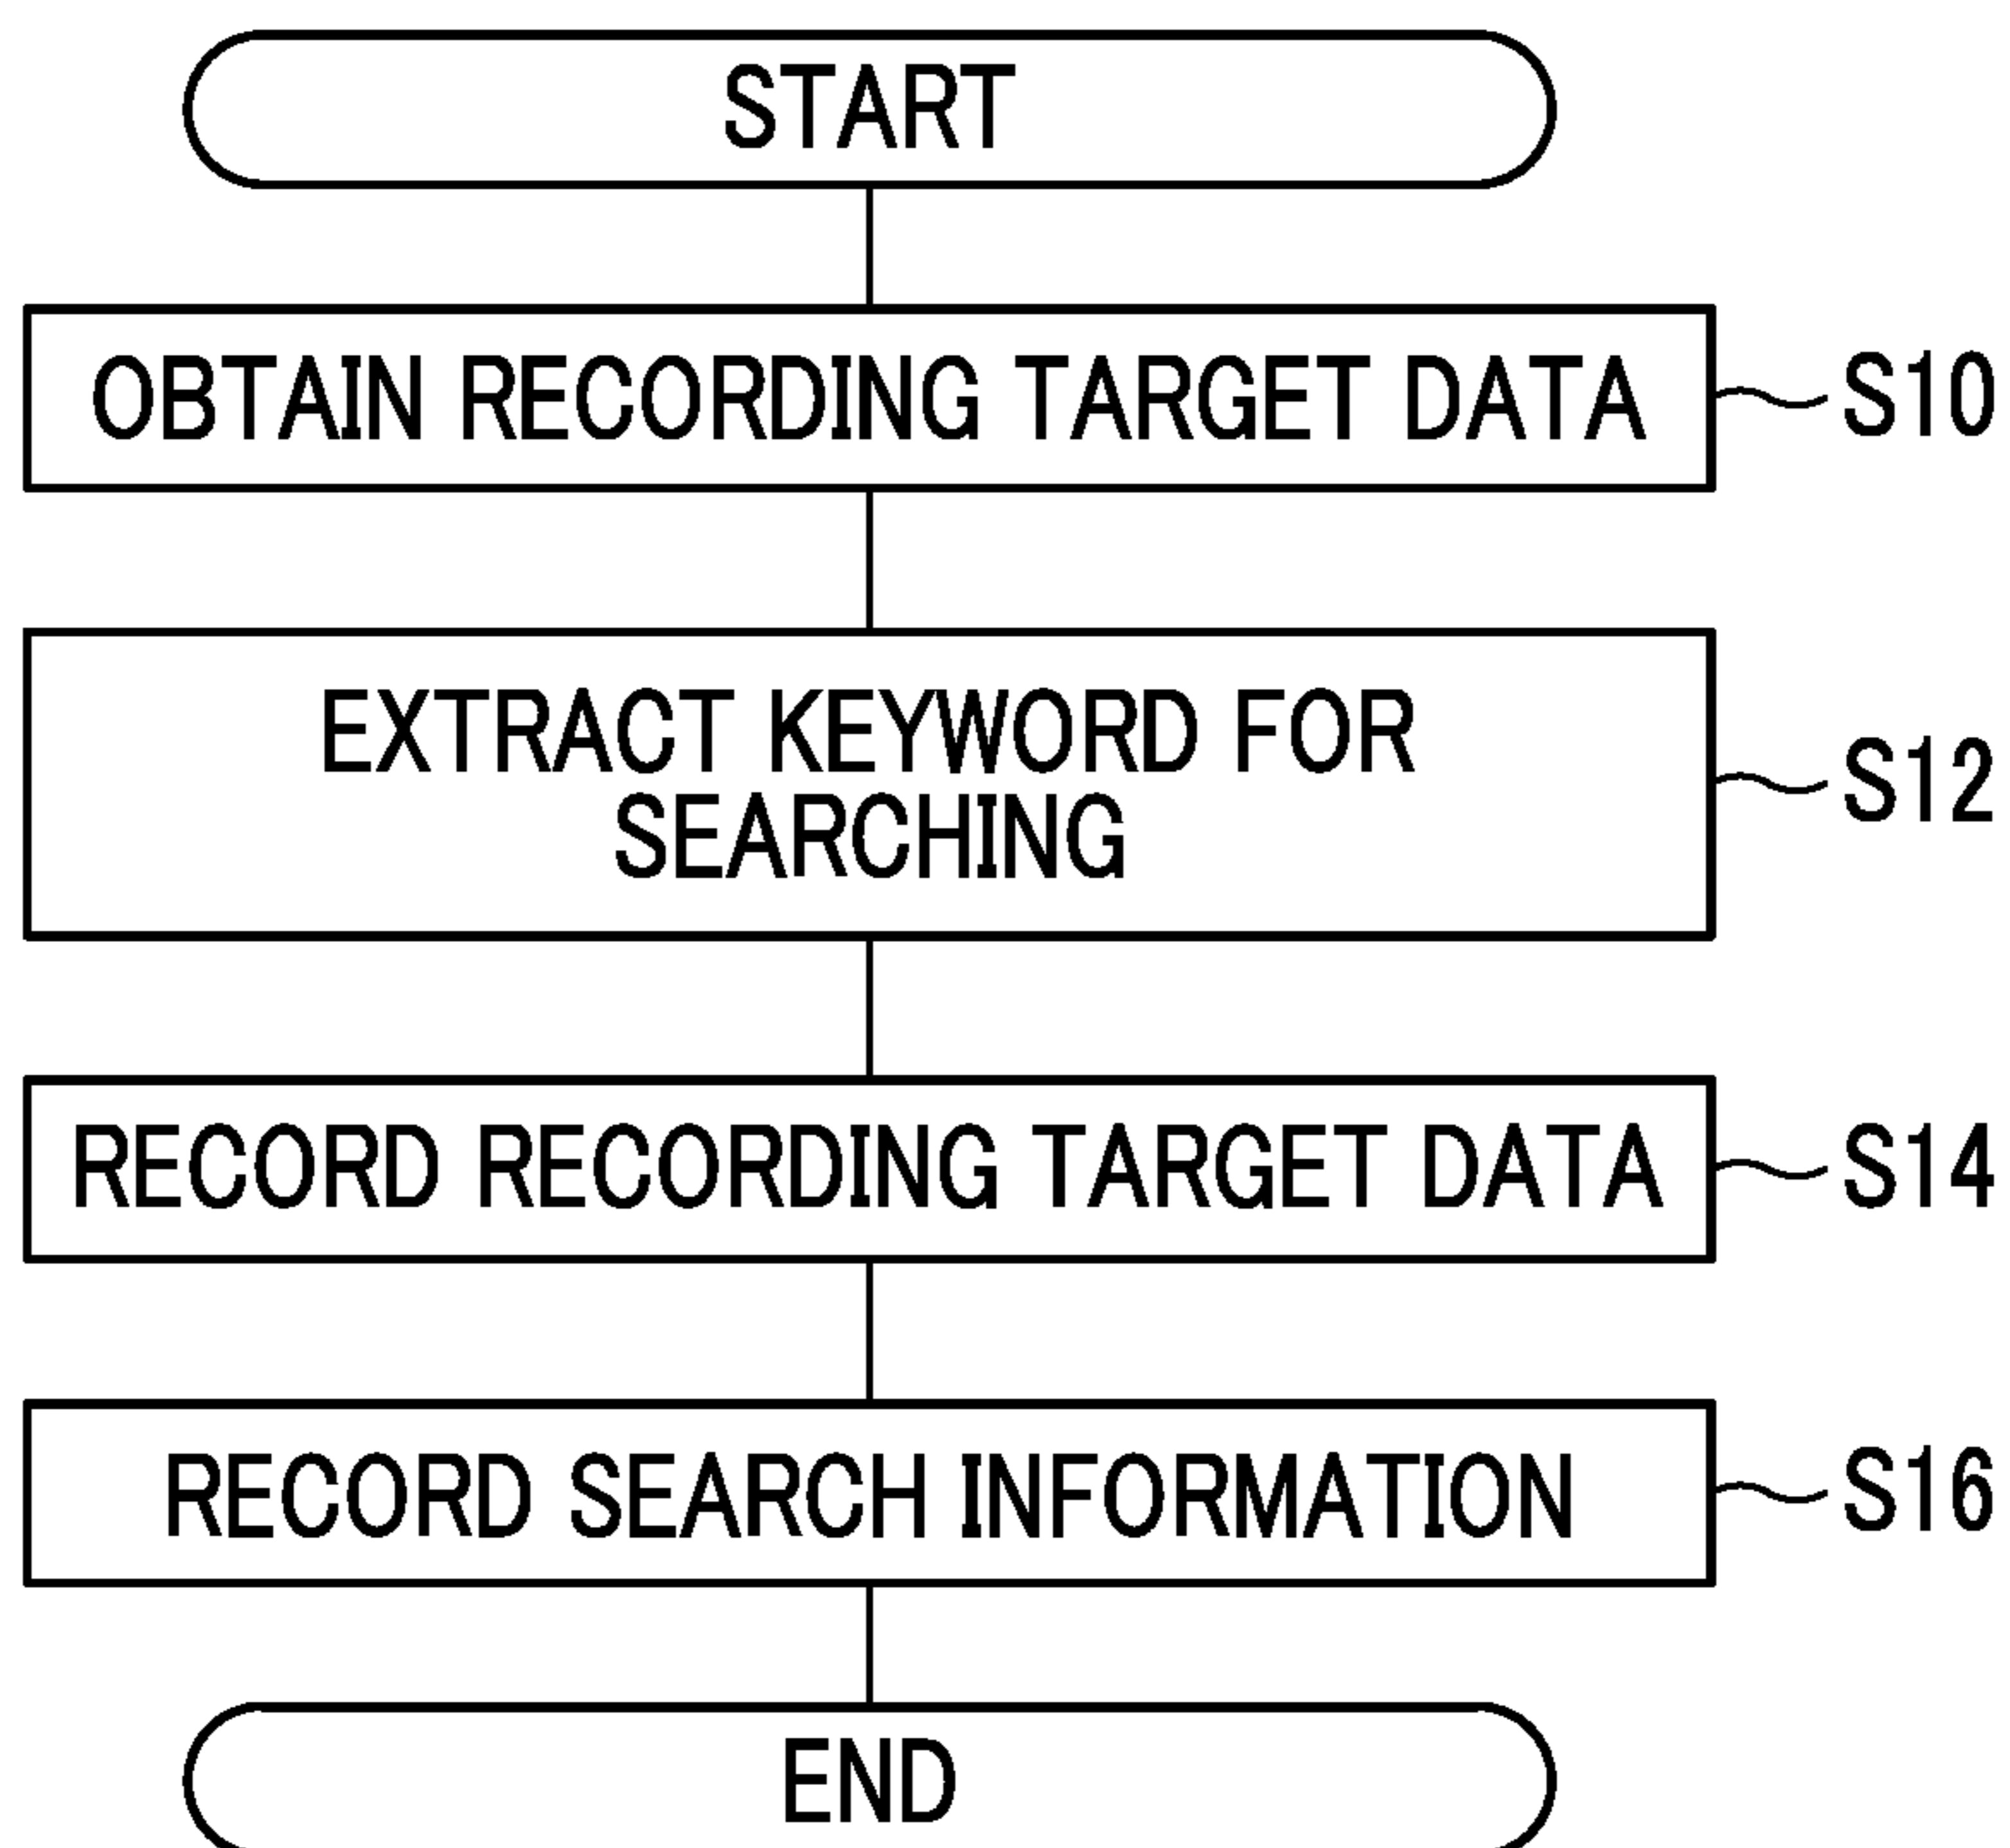 START
OBTAIN RECORDING TARGET DATA
S10
EXTRACT KEYWORD FOR
SEARCHING
S12
RECORD RECORDING TARGET DATA
S14
RECORD SEARCH INFORMATION
S16
END